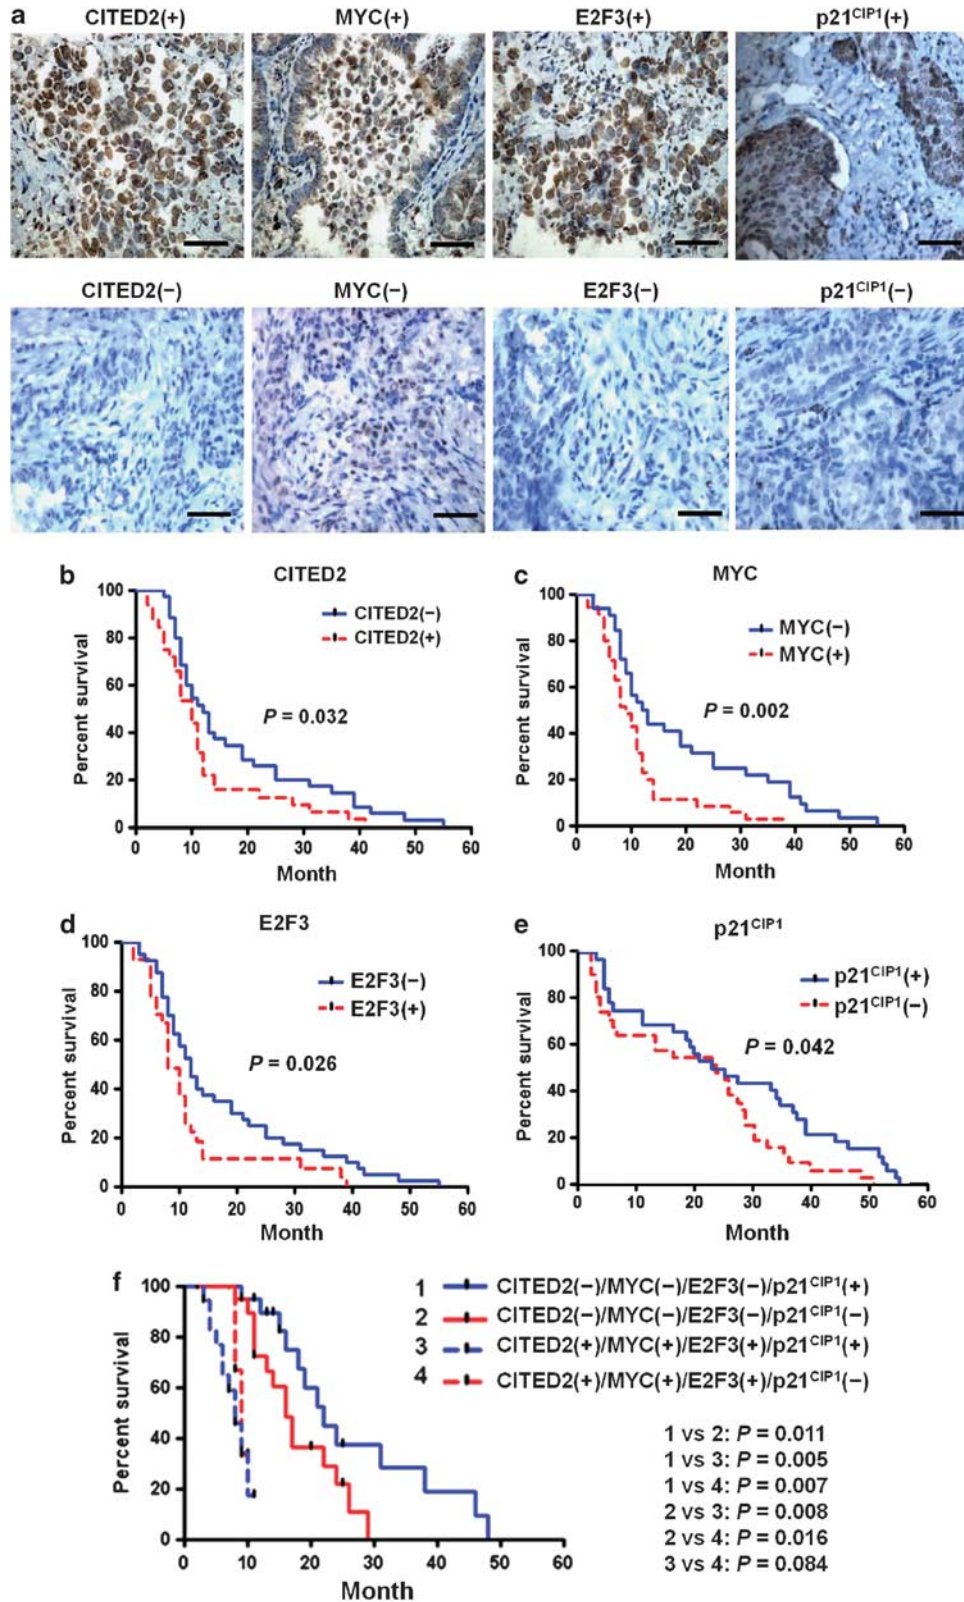 a
CITED2(+) MYC(+) E2F3(+) p21CIP1(+)
CITED2(−) MYC(−) E2F3(−) p21CIP1(−)
b
CITED2
CITED2(−)
CITED2(+)
P = 0.032
Percent survival
100
80
60
40
20
0
0 10 20 30 40 50 60
Month
c
MYC
MYC(−)
MYC(+)
P = 0.002
Percent survival
100
80
60
40
20
0
0 10 20 30 40 50 60
Month
d
E2F3
E2F3(−)
E2F3(+)
P = 0.026
Percent survival
100
80
60
40
20
0
0 10 20 30 40 50 60
Month
e
p21CIP1
p21CIP1(+)
p21CIP1(−)
P = 0.042
Percent survival
100
80
60
40
20
0
0 10 20 30 40 50 60
Month
f
1 CITED2(−)/MYC(−)/E2F3(−)/p21CIP1(+)
2 CITED2(−)/MYC(−)/E2F3(−)/p21CIP1(−)
3 CITED2(+)/MYC(+)/E2F3(+)/p21CIP1(+)
4 CITED2(+)/MYC(+)/E2F3(+)/p21CIP1(−)
Percent survival
100
80
60
40
20
0
0 10 20 30 40 50 60
Month
1 vs 2: P = 0.011
1 vs 3: P = 0.005
1 vs 4: P = 0.007
2 vs 3: P = 0.008
2 vs 4: P = 0.016
3 vs 4: P = 0.084